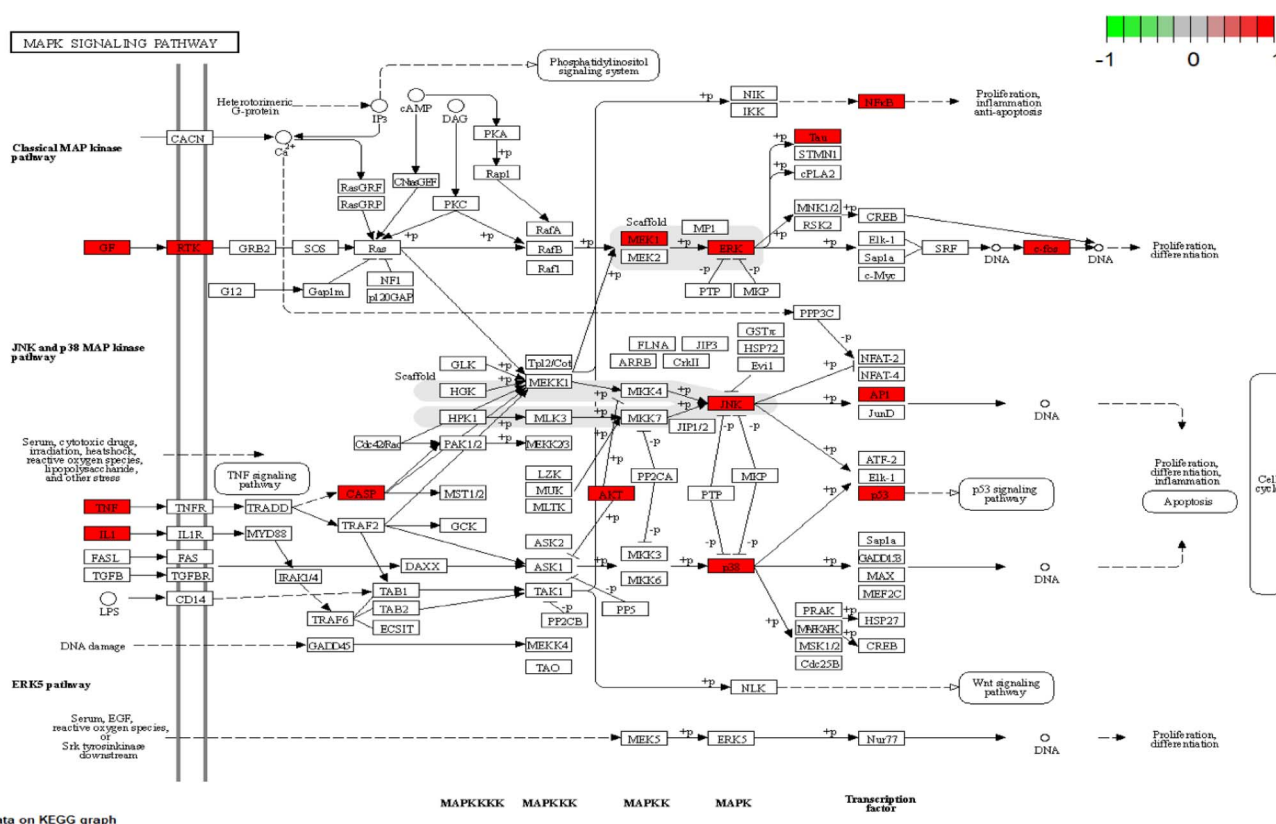 MAPK SIGNALING PATHWAY
-1
0
1
Phosphatidylinositol
signaling system
Heterotorimeric
G-protein
IP3
cAMP
DAG
CACN
Ca2+
Classical MAP kinase
pathway
PKA
+p
Rap1
RasGRF
RasGRP
CNasGEF
PKC
NIK
IKK
+p
NFκB
Proliferation,
inflammation
anti-apoptosis
+p
Tau
STMN1
cPLA2
+p
GF
RTK
GRB2
SOS
Ras
+p
+p
RafA
RafB
Raf1
+p
Scaffold
MEK1
MEK2
+p
MP1
+p
ERK
+p
MNK1/2
RSK2
+p
CREB
+p
Elk-1
Sap1a
c-Myc
SRF
DNA
c-fos
DNA
Proliferation,
differentiation
G12
Gap1m
NF1
p120GAP
-p
-p
PTP
MKP
PPP3C
-p
JNK and p38 MAP kinase
pathway
Scaffold
GLK
HGK
HPK1
+p
+p
+p
+p
Tpl2/Cot
MEKK1
MLK3
MEKK2/3
FLNA
JIP3
ARRB
CrkII
GSTπ
HSP72
Evi1
NFAT-2
NFAT-4
+p
+p
MKK4
MKK7
+p
+p
+p
+p
JNK
JIP1/2
+p
+p
AP1
JunD
DNA
Cdc42/Rac
PAK1/2
+p
Serum, cytotoxic drugs,
irradiation, heatshock,
reactive oxygen species,
lipopolysaccharide,
and other stress
TNF signaling
pathway
LZK
MUK
MLTK
+p
-p
-p
PP2CA
-p
-p
PTP
MKP
+p
ATF-2
Elk-1
p53
p53 signaling
pathway
Proliferation,
differentiation,
inflammation
Apoptosis
Cell
cycle
TNF
TNFR
TRADD
CASP
MST1/2
AKT
IL1
IL1R
MYD88
TRAF2
GCK
FASL
FAS
DAXX
ASK2
ASK1
+p
+p
MKK3
MKK6
+p
-p
-p
p38
+p
Sap1a
GADD153
MAX
MEF2C
DNA
TGFB
TGFBR
IRAK1/4
LPS
CD14
TAB1
TAB2
ECSIT
TRAF6
TAK1
-p
PP2CB
-p
PP5
+p
PRAK
MAPKAPK
MSK1/2
Cdc25B
+p
+p
HSP27
CREB
DNA damage
GADD45
MEKK4
TAO
ERK5 pathway
+p
NLK
Wnt signaling
pathway
Serum, EGF,
reactive oxygen species,
or
Srk tyrosinkinase
downstream
MEK5
+p
ERK5
+p
Nur77
DNA
Proliferation,
differentiation
MAPKKKK
MAPKKK
MAPKK
MAPK
Transcription
factor
on KEGG graph